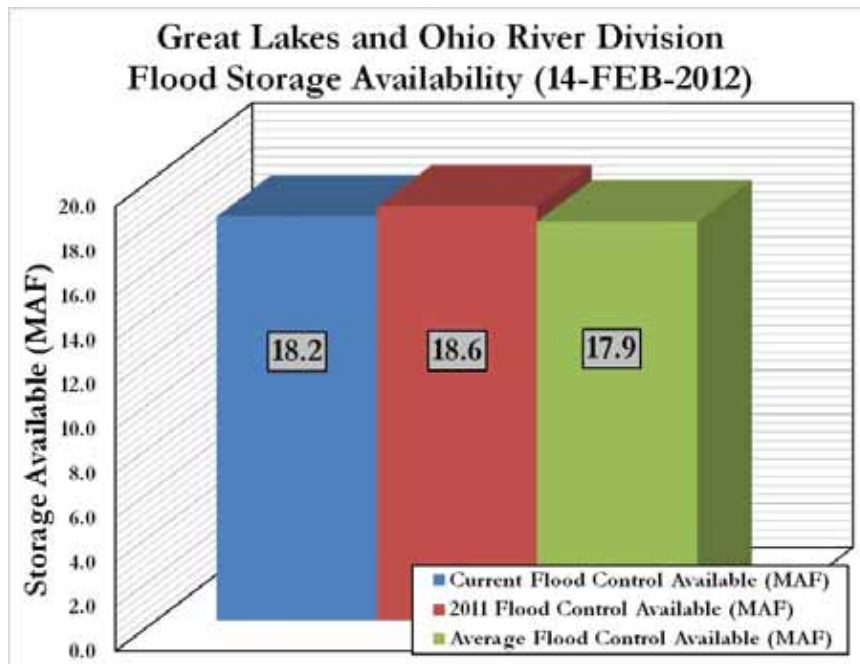 Great Lakes and Ohio River Division
Flood Storage Availability (14-FEB-2012)
Storage Available (MAF)
20.0
18.0
16.0
14.0
12.0
10.0
8.0
6.0
4.0
2.0
0.0
18.2
18.6
17.9
Current Flood Control Available (MAF)
2011 Flood Control Available (MAF)
Average Flood Control Available (MAF)